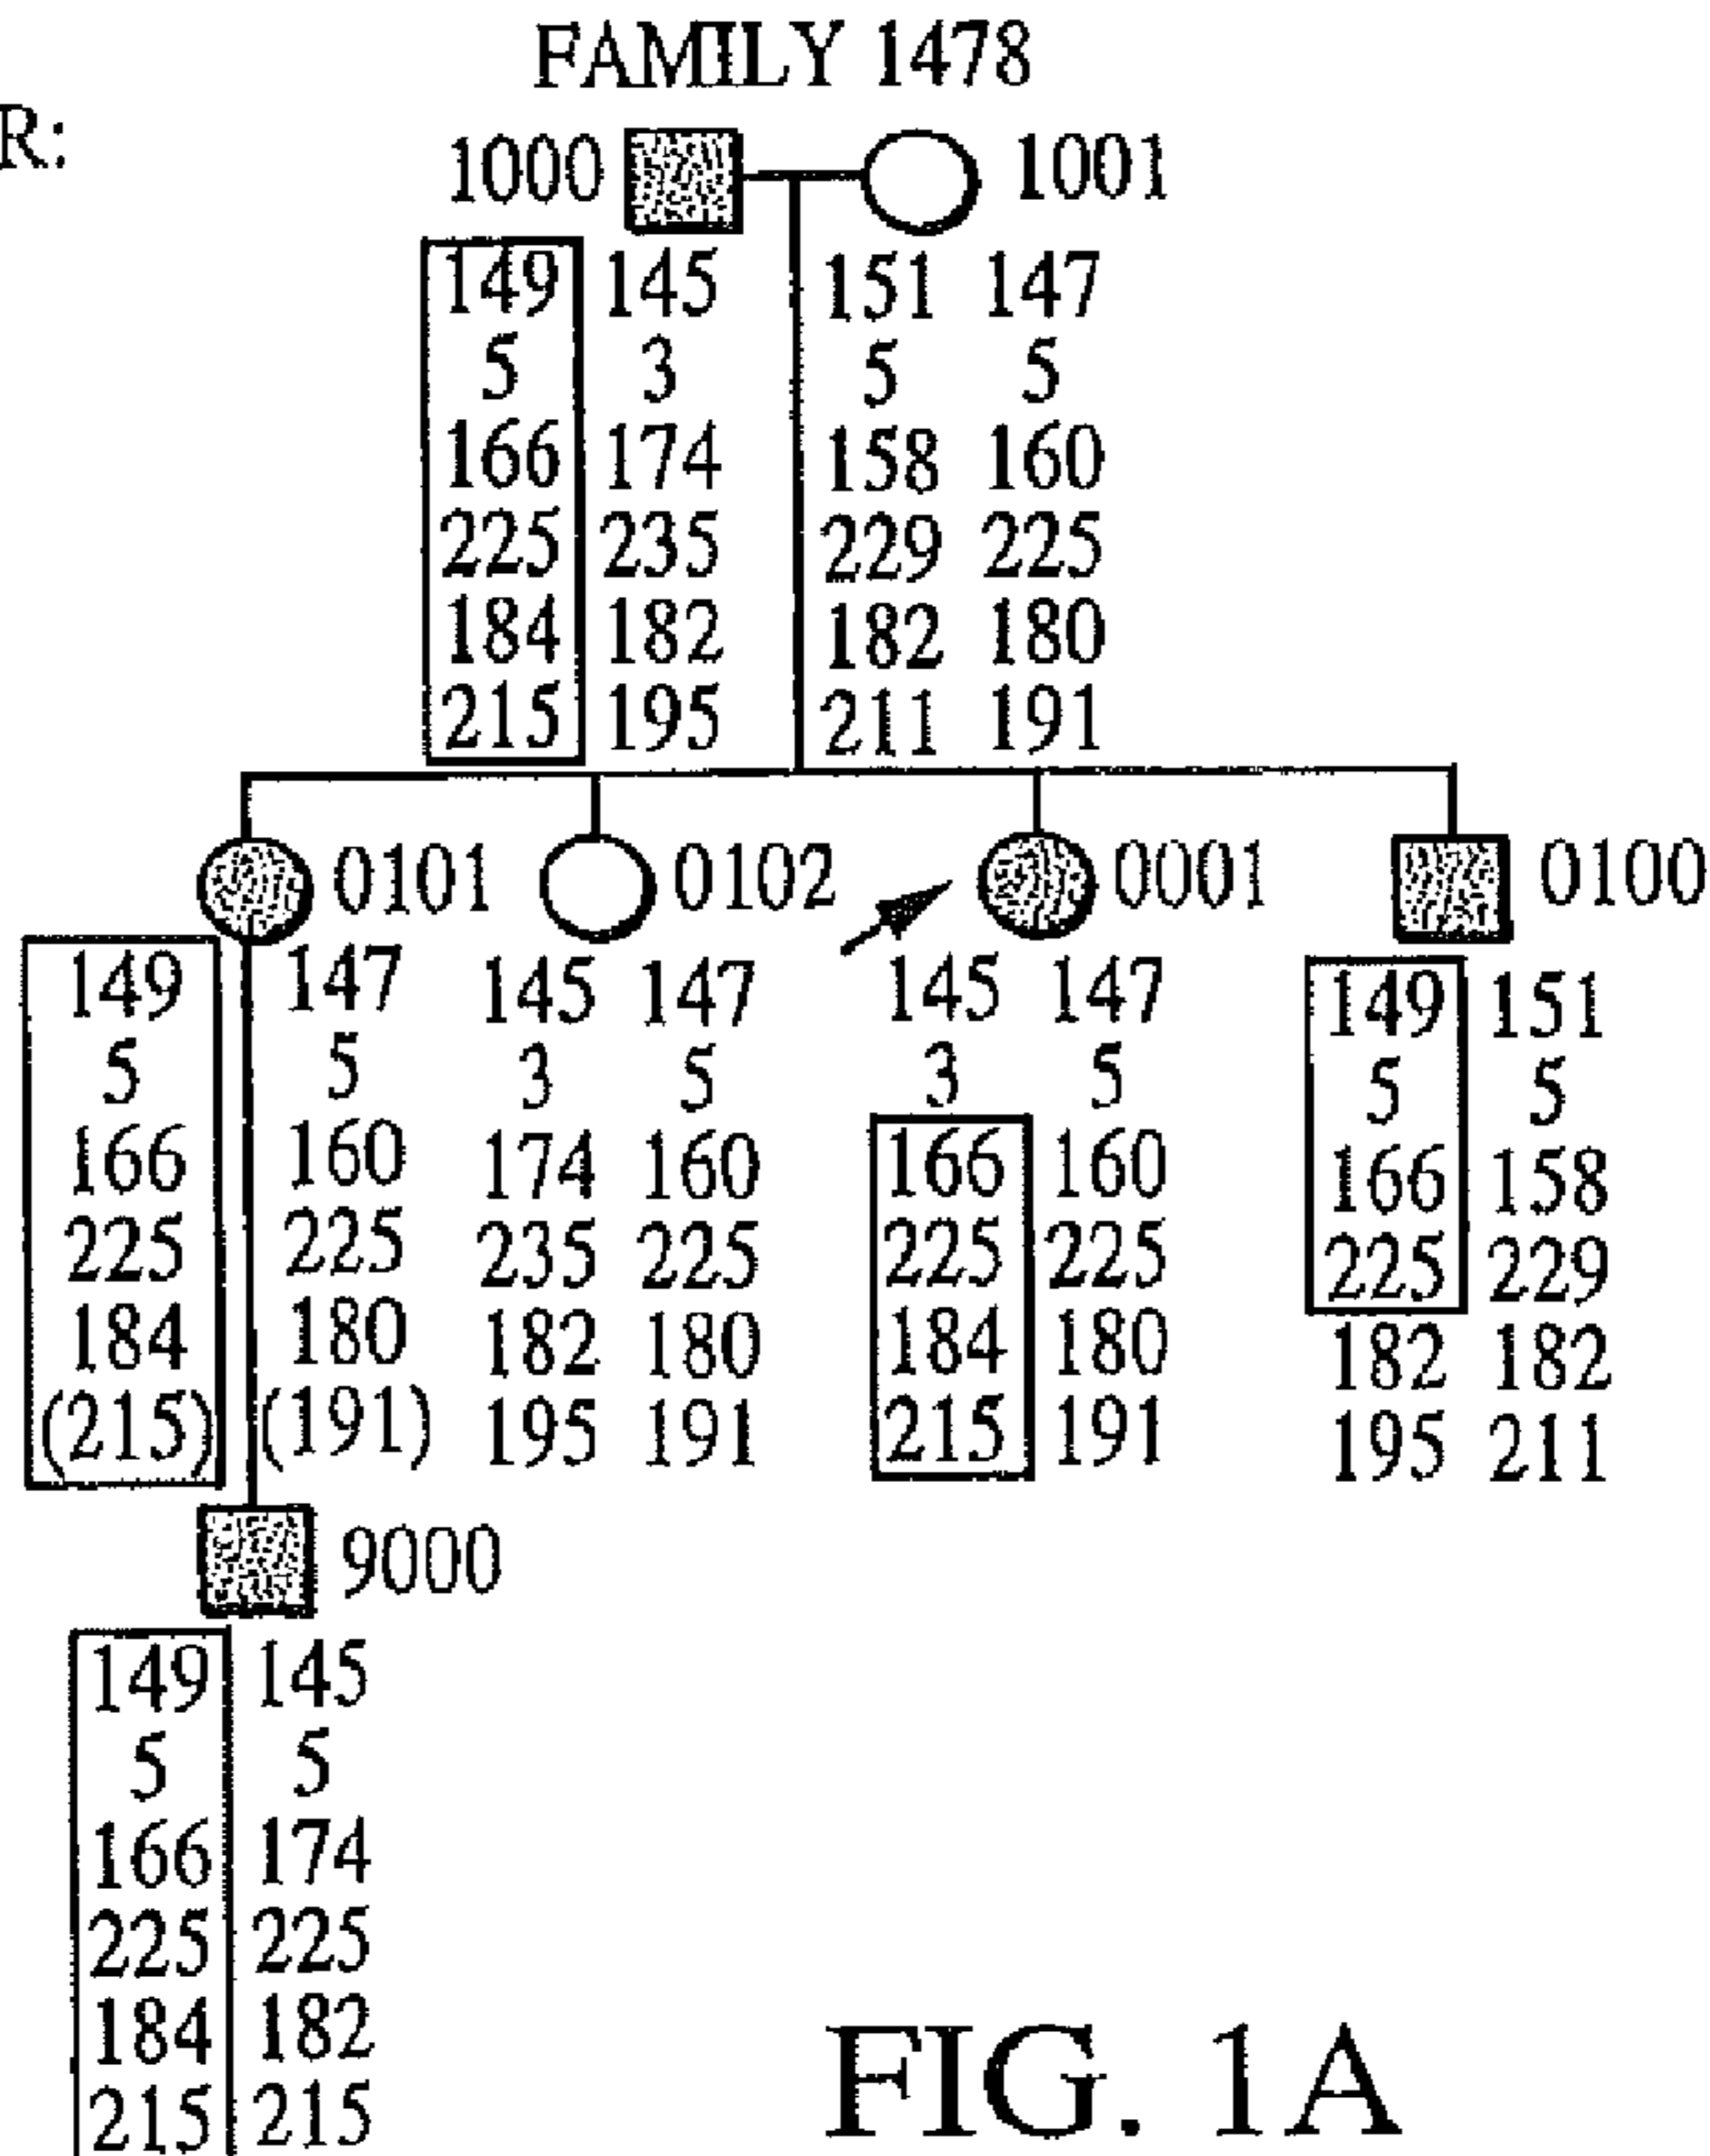 FAMILY 1478
R:
1000 1001
149 145 151 147
5 3 5 5
166 174 158 160
225 235 229 225
184 182 182 180
215 195 211 191
0101 0102 0001 0100
149 147 145 147 145 147 149 151
5 5 3 5 3 5 5 5
166 160 174 160 166 160 166 158
225 225 235 225 225 225 225 229
184 180 182 180 184 180 182 182
(215) (191) 195 191 215 191 195 211
9000
149 145
5 5
166 174
225 225
184 182
215 215
FIG. 1A